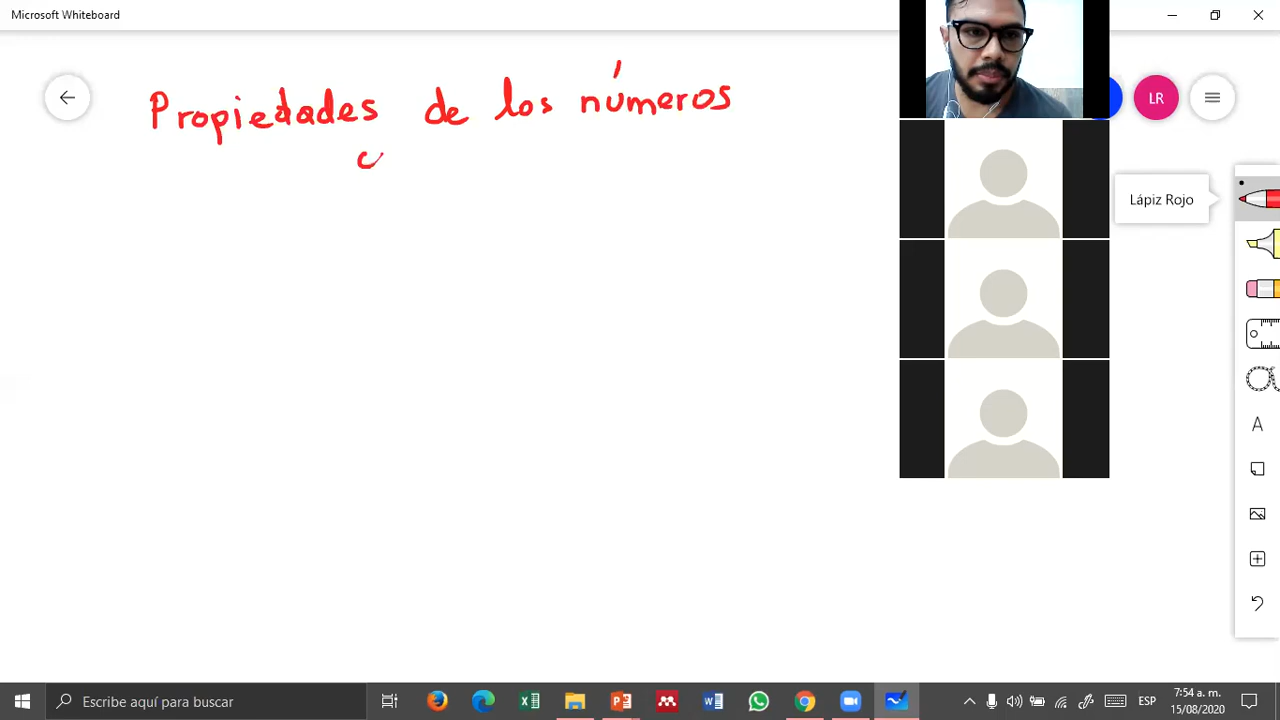 Microsoft Whiteboard
Propiedades de los números
c
LR
Lápiz Rojo
A
Escribe aquí para buscar
ESP
7:54 a. m.
15/08/2020